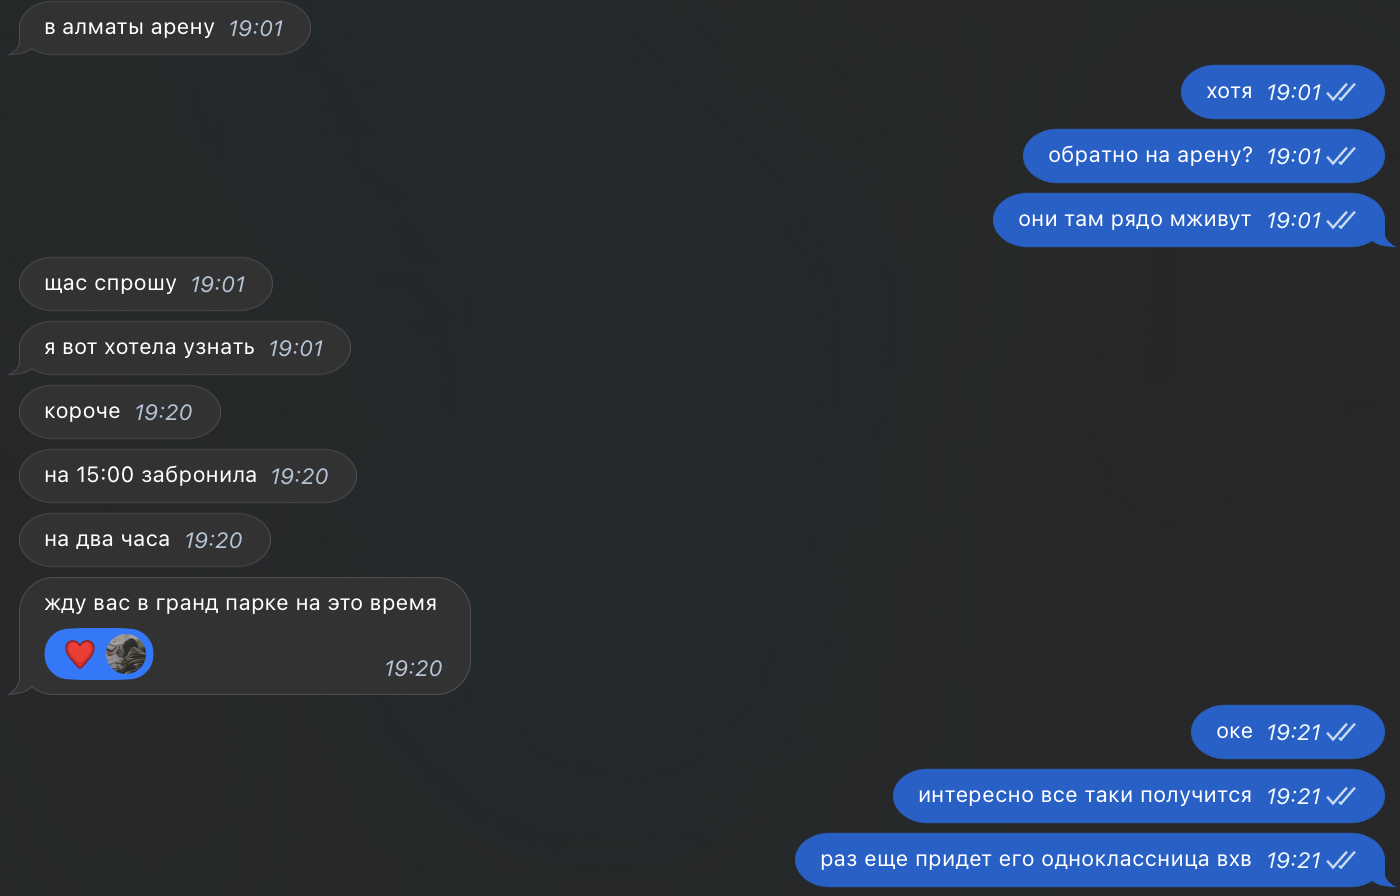 в алматы арену 19:01
хотя 19:01
обратно на арену? 19:01
они там рядо мживут 19:01
щас спрошу 19:01
я вот хотела узнать 19:01
короче 19:20
на 15:00 забронила 19:20
на два часа 19:20
жду вас в гранд парке на это время
19:20
оке 19:21
интересно все таки получится 19:21
раз еще придет его одноклассница вхв 19:21